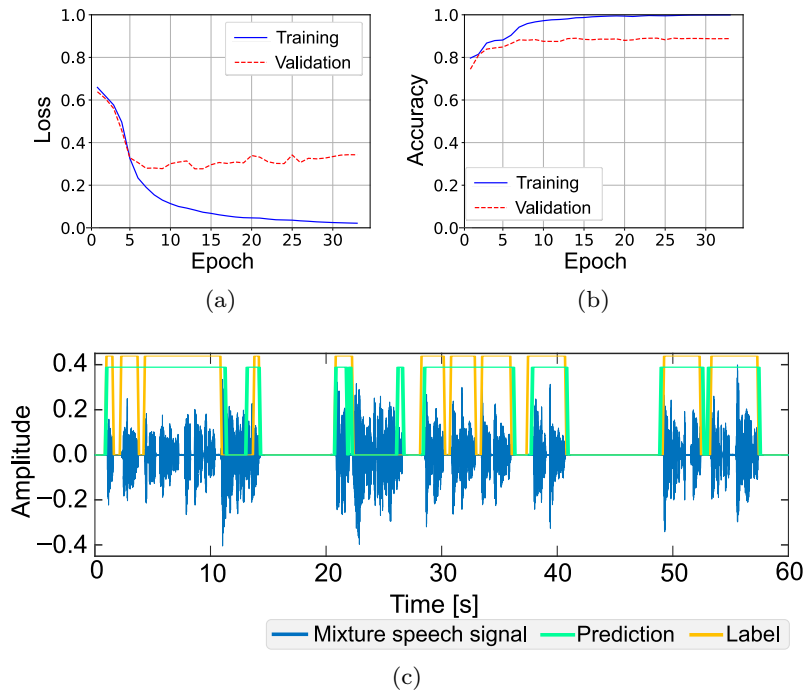 1.0
0.8
0.6
0.4
0.2
0.0
Loss
0 5 10 15 20 25 30
Epoch
Training
Validation
(a)
1.0
0.8
0.6
0.4
0.2
0.0
Accuracy
0 5 10 15 20 25 30
Epoch
Training
Validation
(b)
0.4
0.2
0.0
−0.2
−0.4
Amplitude
0 10 20 30 40 50 60
Time [s]
Mixture speech signal Prediction Label
(c)